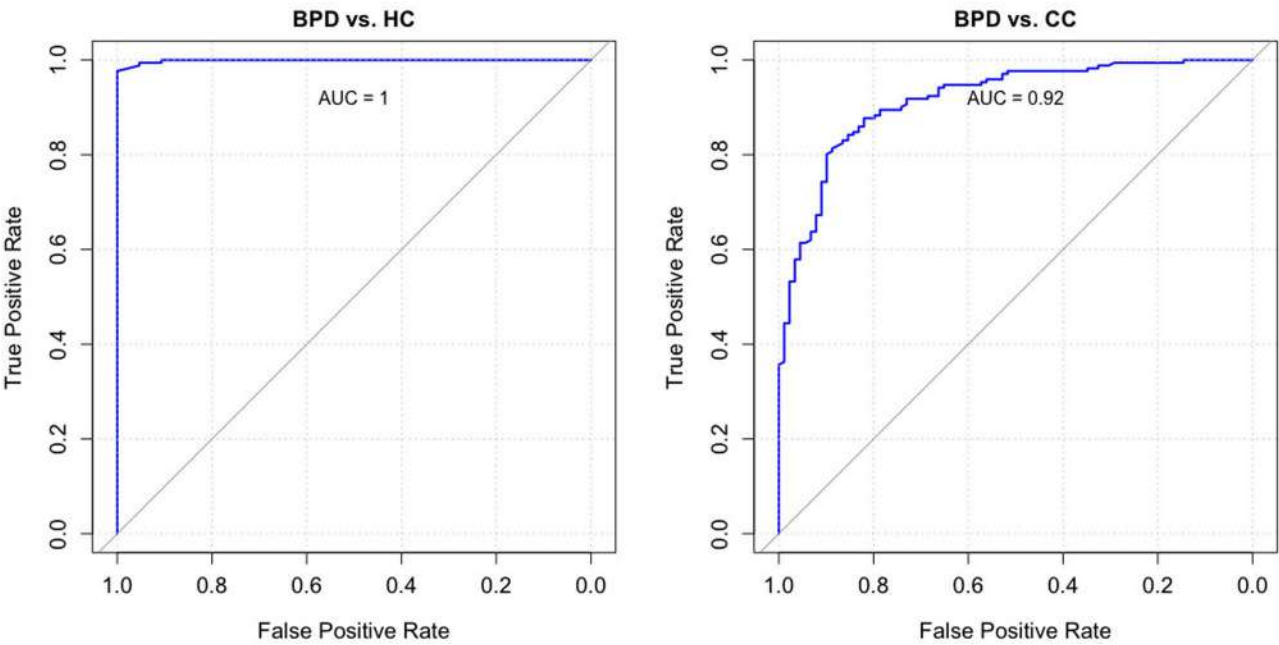 BPD vs. HC
AUC = 1
True Positive Rate
1.0
0.8
0.6
0.4
0.2
0.0
1.0 0.8 0.6 0.4 0.2 0.0
False Positive Rate
BPD vs. CC
AUC = 0.92
True Positive Rate
1.0
0.8
0.6
0.4
0.2
0.0
1.0 0.8 0.6 0.4 0.2 0.0
False Positive Rate